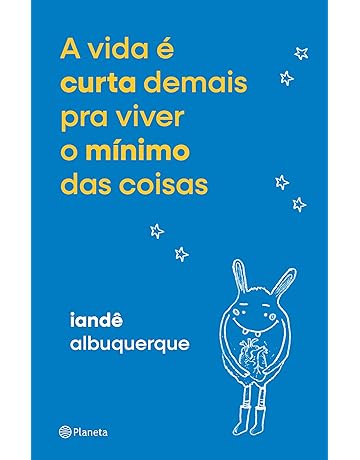 A vida é
curta demais
pra viver
o mínimo
das coisas
iandê
albuquerque
Planeta